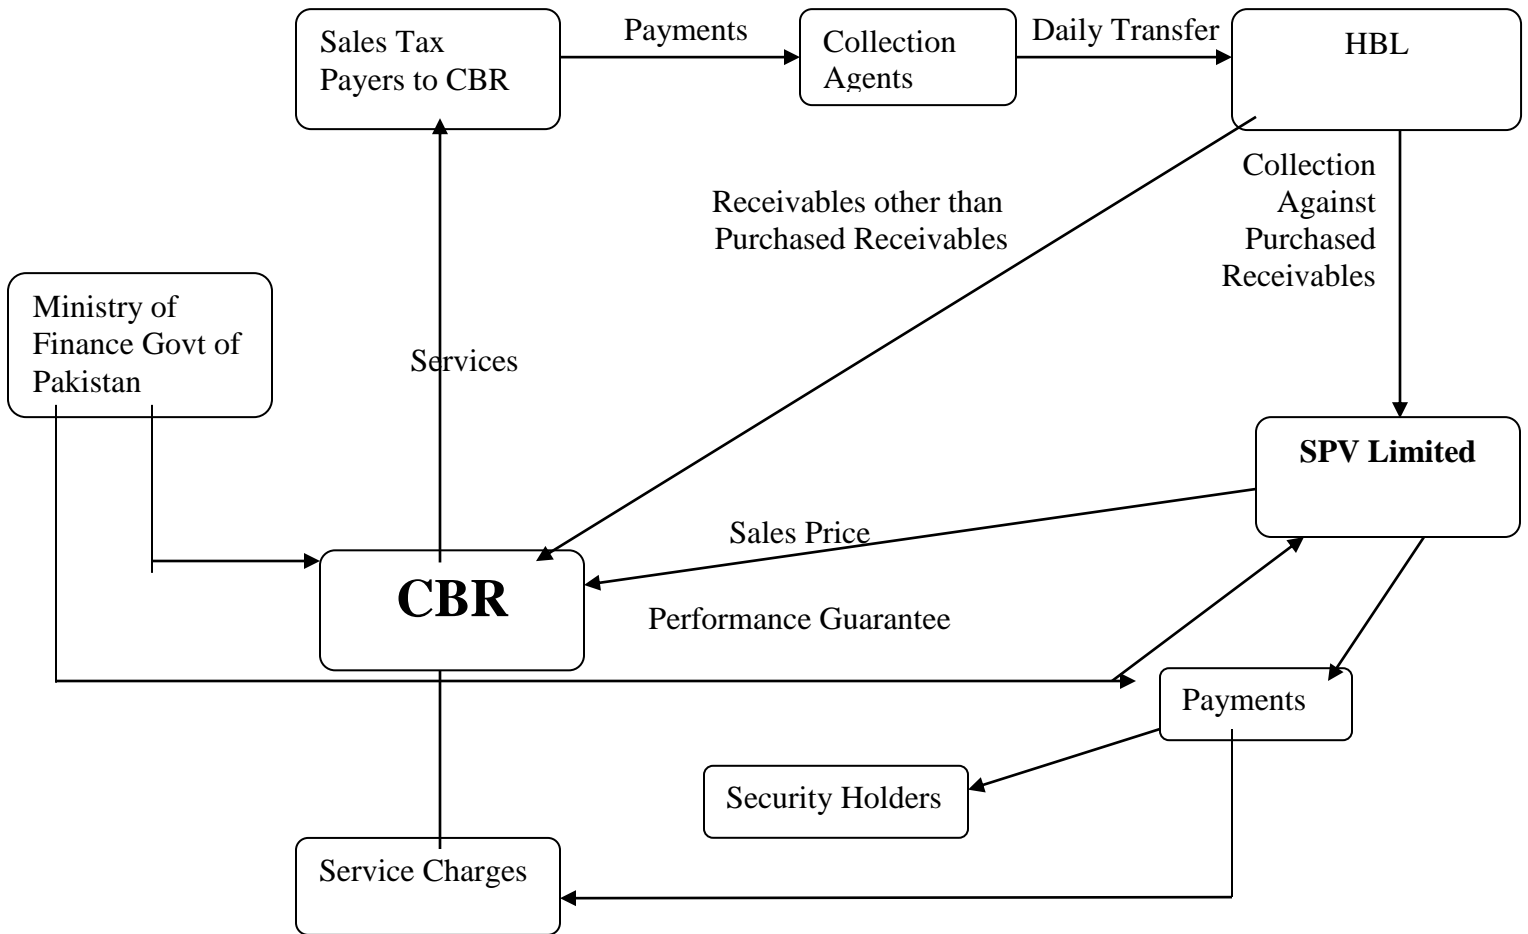 Sales Tax
Payers to CBR
Payments
Collection
Agents
Daily Transfer
HBL
Collection
Against
Purchased
Receivables
Receivables other than
Purchased Receivables
Ministry of
Finance Govt of
Pakistan
Services
SPV Limited
Sales Price
CBR
Performance Guarantee
Payments
Security Holders
Service Charges